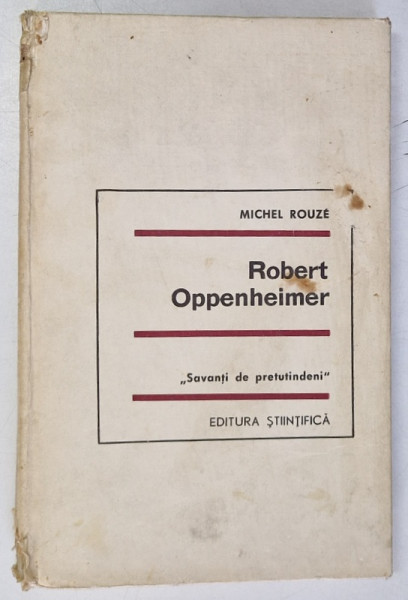 MICHEL ROUZÉ
Robert
Oppenheimer
„Savanți de pretutindeni“
EDITURA ȘTIINȚIFICĂ